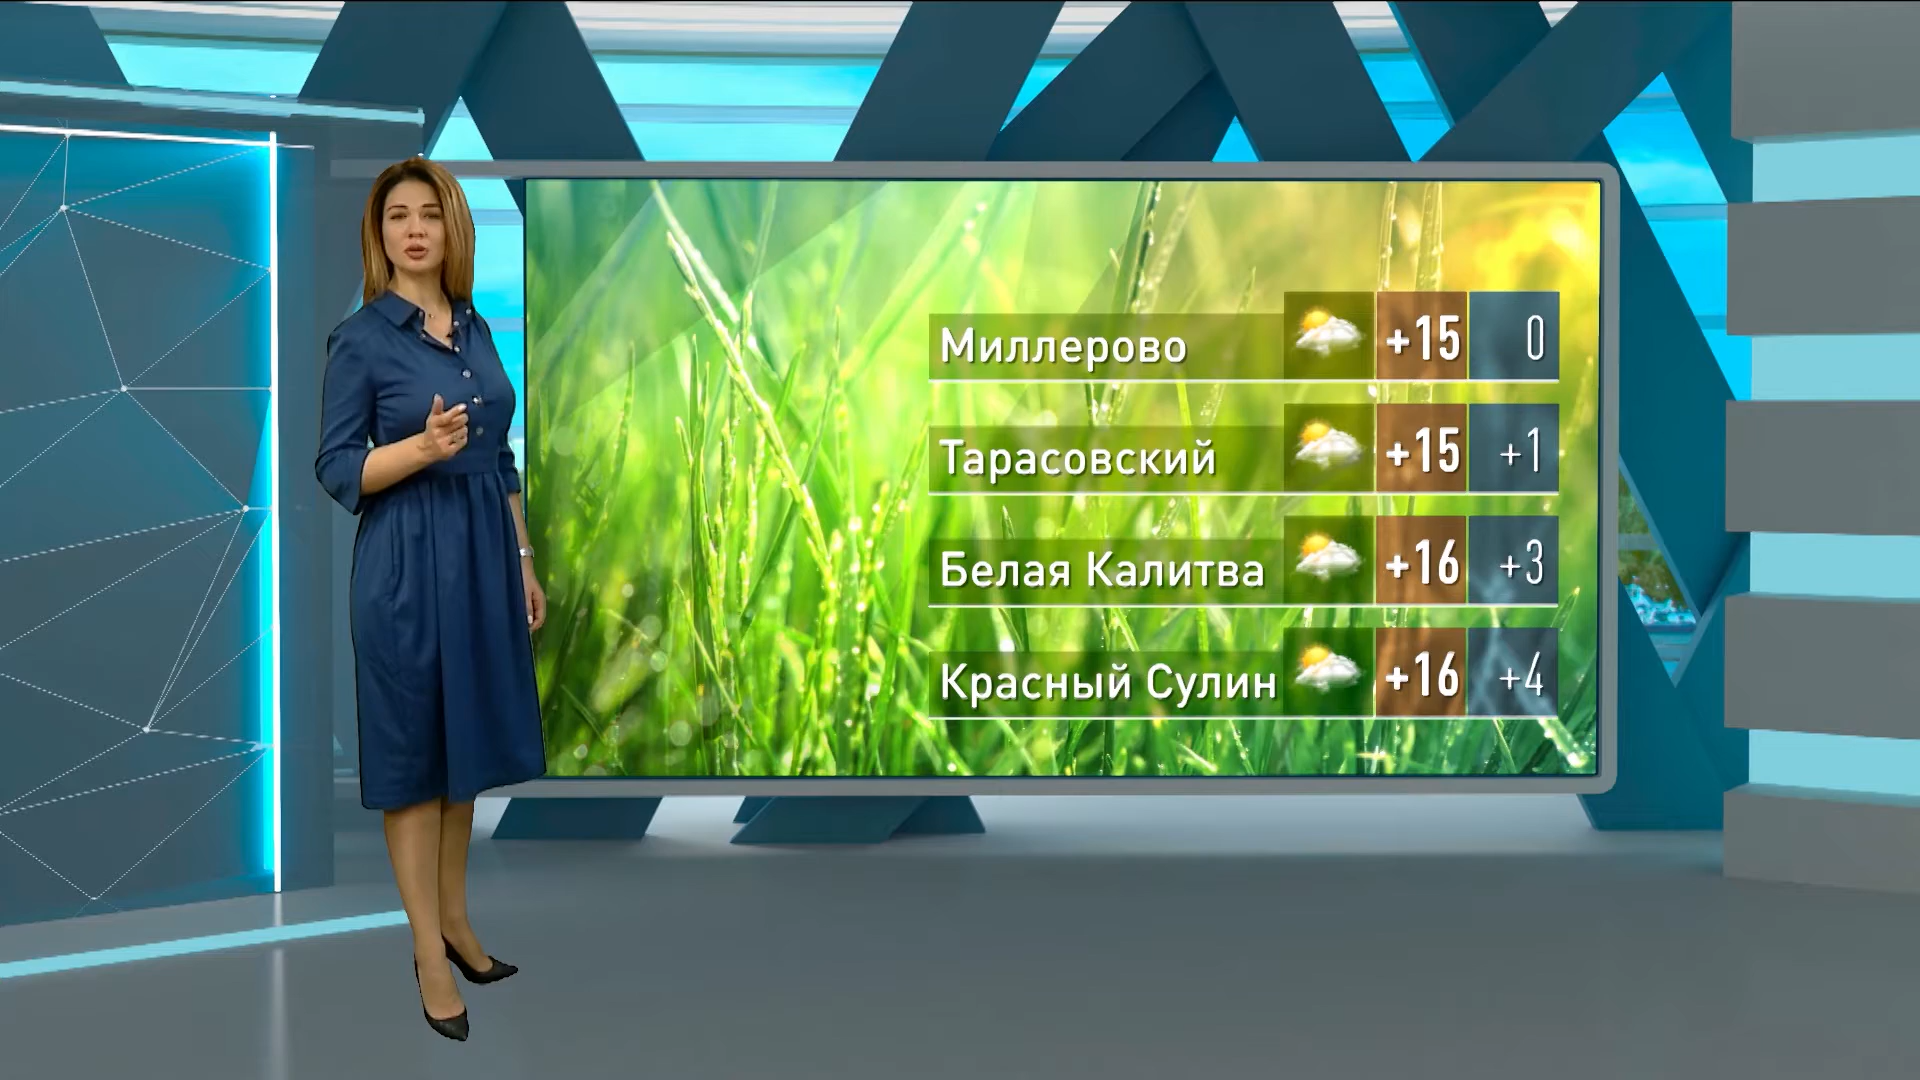 Миллерово +15 0
Тарасовский +15 +1
Белая Калитва +16 +3
Красный Сулин +16 +4